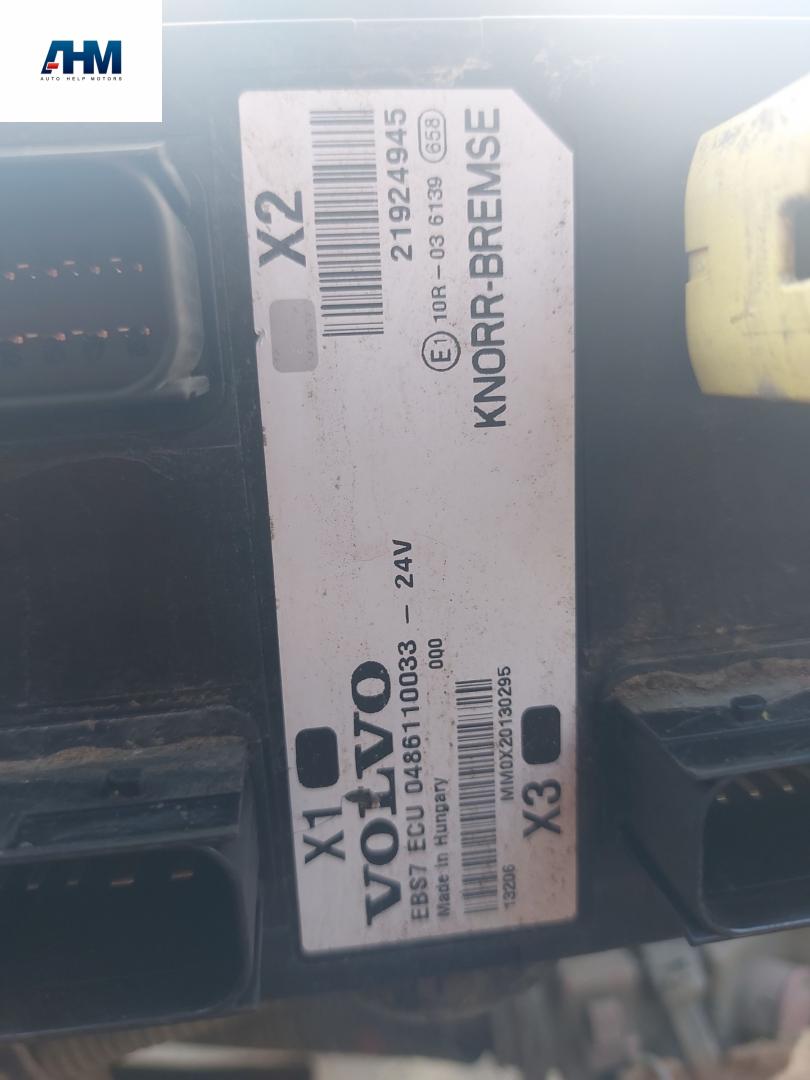 AHM
AUTO HELP MOTORS
X1
X2
VOLVO
21924945
EBS7 ECU 0486110033 - 24V
Made in Hungary
000
E1 10R-03 6139 658
KNORR-BREMSE
13206
MM0X20130295
X3